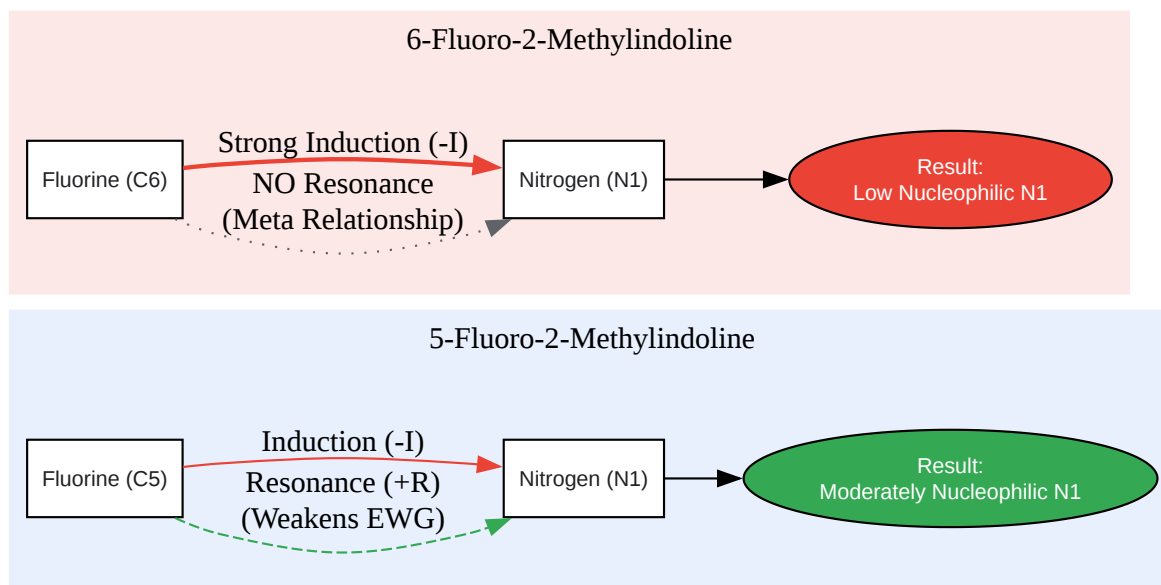 6-Fluoro-2-Methylindoline
Strong Induction (-I)
Fluorine (C6)
NO Resonance
(Meta Relationship)
Nitrogen (N1)
Result:
Low Nucleophilic N1
5-Fluoro-2-Methylindoline
Induction (-I)
Fluorine (C5)
Resonance (+R)
(Weakens EWG)
Nitrogen (N1)
Result:
Moderately Nucleophilic N1